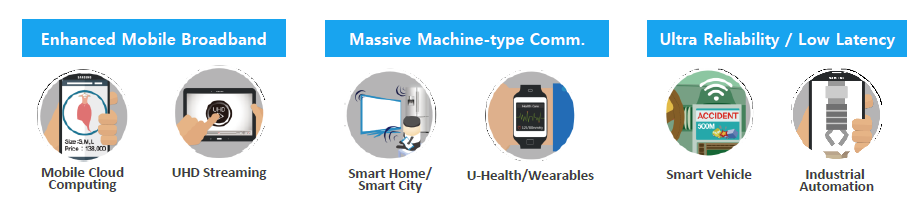 Enhanced Mobile Broadband
Massive Machine-type Comm.
Ultra Reliability / Low Latency
SAMSUNG
Size :S,M,L
Price : 138,000
UHD
Health Care
ACCIDENT
500M
Mobile Cloud
Computing
UHD Streaming
Smart Home/
Smart City
U-Health/Wearables
Smart Vehicle
Industrial
Automation